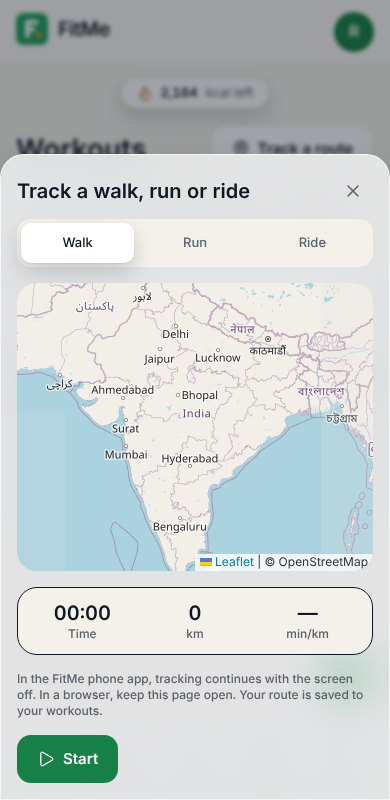 FitMe
R
2,164 kcal left
Workouts
Track a route
Track a walk, run or ride
Walk
Run
Ride
پاکستان
لاہور
Delhi
नेपाल
Jaipur
Lucknow
काठमाडौँ
کراچی
Ahmedabad
Bhopal
বাংলাদেশ
India
চট্টগ্রাম
Surat
Mumbai
Hyderabad
Bengaluru
Leaflet | © OpenStreetMap
00:00
0
—
Time
km
min/km
In the FitMe phone app, tracking continues with the screen
off. In a browser, keep this page open. Your route is saved to
your workouts.
Start